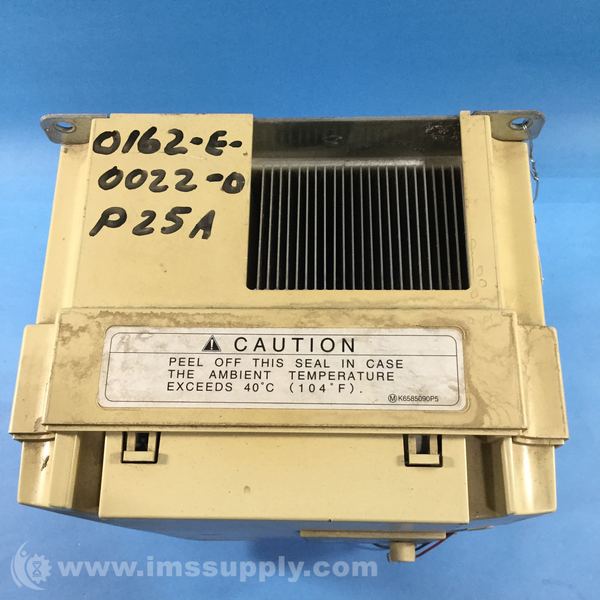 0162-E-
0022-0
P25A
CAUTION
PEEL OFF THIS SEAL IN CASE
THE AMBIENT TEMPERATURE
EXCEEDS 40°C (104°F).
Ⓜ K6585090P5
www.imssupply.com